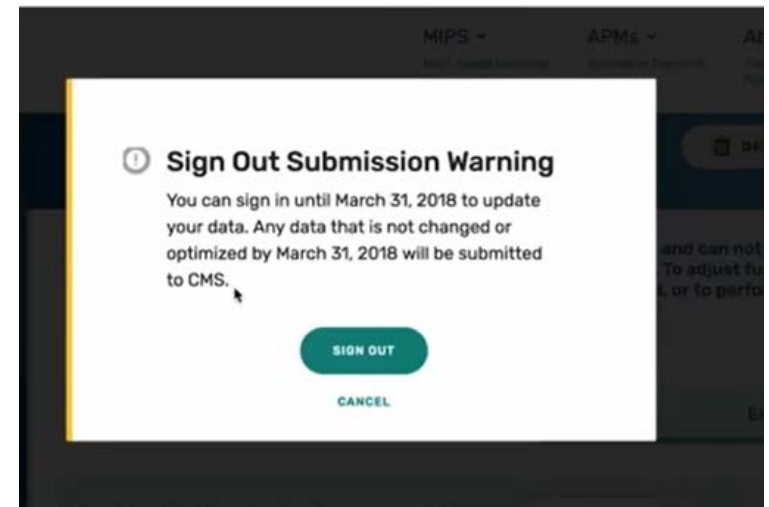 MIPS
APMs
Sign Out Submission Warning
You can sign in until March 31, 2018 to update
your data. Any data that is not changed or
optimized by March 31, 2018 will be submitted
to CMS.
and can not
To adjust
or to
SIGN OUT
CANCEL